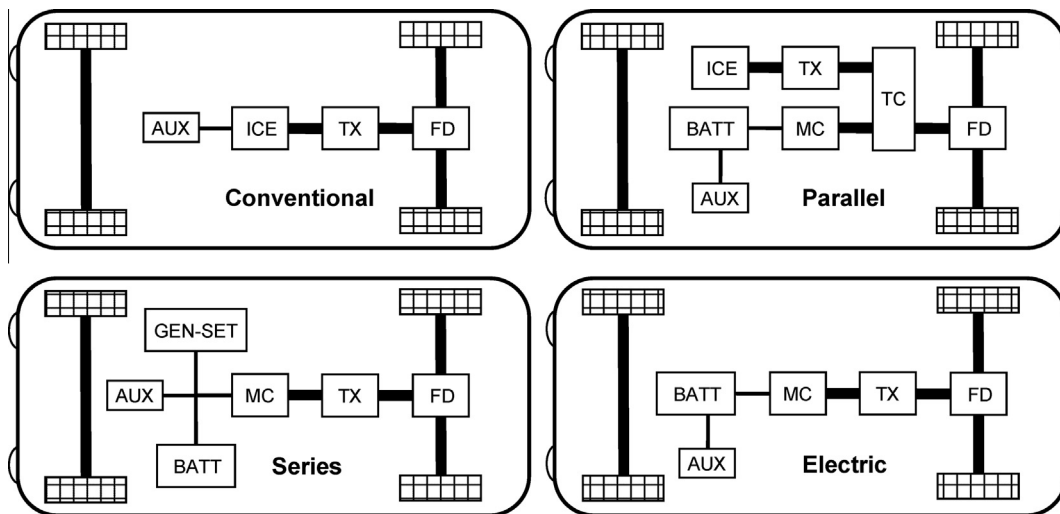 AUX ICE TX FD
Conventional
ICE TX
TC
BATT MC FD
AUX
Parallel
GEN-SET
AUX MC TX FD
BATT
Series
BATT MC TX FD
AUX
Electric